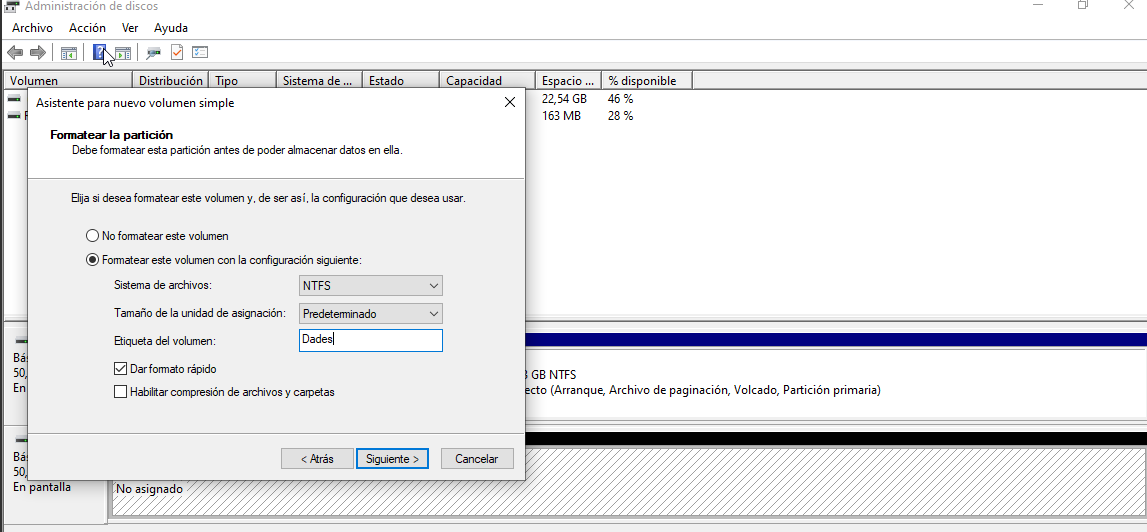 Administración de discos
Archivo Acción Ver Ayuda
Volumen Distribución Tipo Sistema de ... Estado Capacidad Espacio ... % disponible
22,54 GB 46 %
163 MB 28 %
Asistente para nuevo volumen simple
Formatear la partición
Debe formatear esta partición antes de poder almacenar datos en ella.
Elija si desea formatear este volumen y, de ser así, la configuración que desea usar.
No formatear este volumen
Formatear este volumen con la configuración siguiente:
Sistema de archivos: NTFS
Tamaño de la unidad de asignación: Predeterminado
Etiqueta del volumen: Dades
Dar formato rápido
Habilitar compresión de archivos y carpetas
< Atrás Siguiente > Cancelar
Bás
50,
En
GB NTFS
ecto (Arranque, Archivo de paginación, Volcado, Partición primaria)
Bás
50,
En pantalla
No asignado